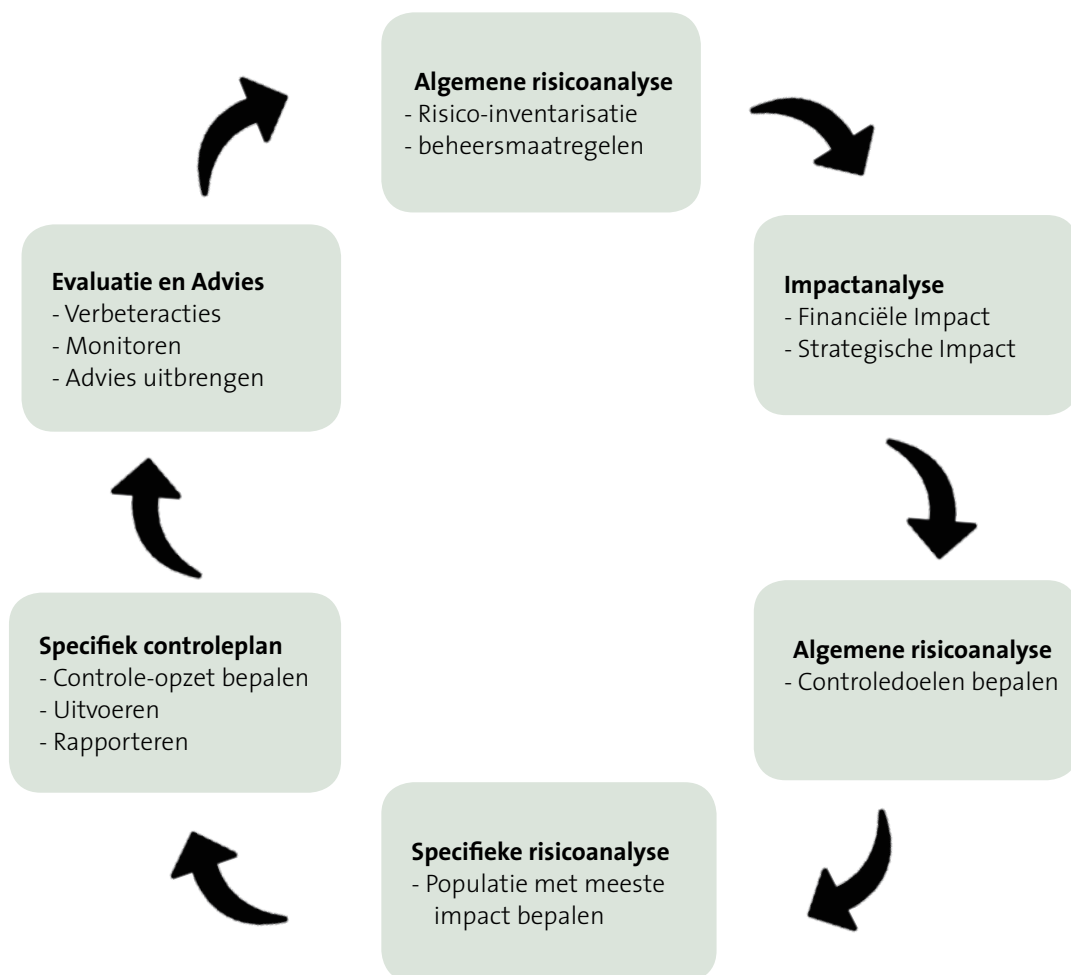 Algemene risicoanalyse
- Risico-inventarisatie
- beheersmaatregelen
Impactanalyse
- Financiële Impact
- Strategische Impact
Algemene risicoanalyse
- Controledoelen bepalen
Specifieke risicoanalyse
- Populatie met meeste
impact bepalen
Specifiek controleplan
- Controle-opzet bepalen
- Uitvoeren
- Rapporteren
Evaluatie en Advies
- Verbeteracties
- Monitoren
- Advies uitbrengen